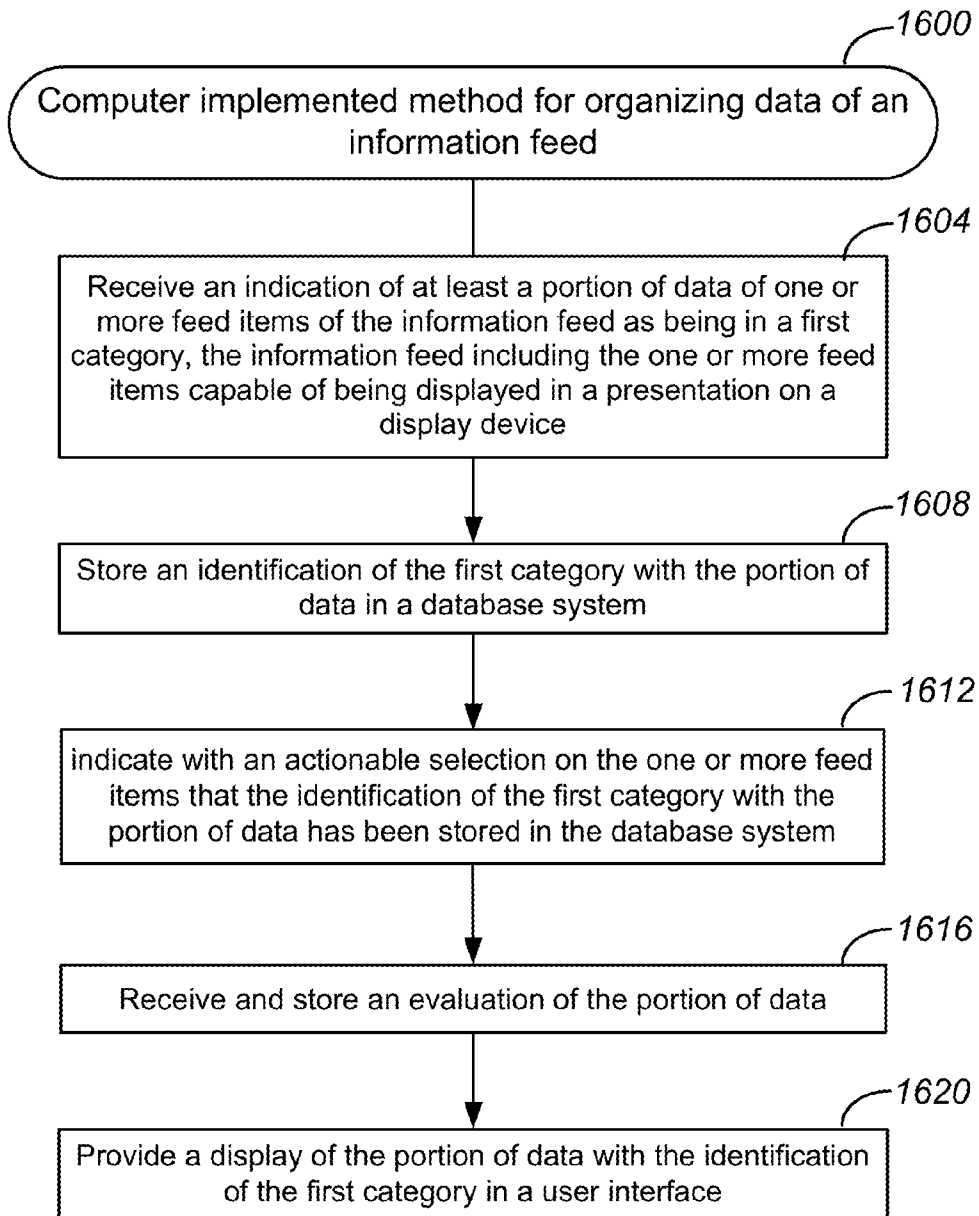 1600
Computer implemented method for organizing data of an
information feed
1604
Receive an indication of at least a portion of data of one or
more feed items of the information feed as being in a first
category, the information feed including the one or more feed
items capable of being displayed in a presentation on a
display device
1608
Store an identification of the first category with the portion of
data in a database system
1612
indicate with an actionable selection on the one or more feed
items that the identification of the first category with the
portion of data has been stored in the database system
1616
Receive and store an evaluation of the portion of data
1620
Provide a display of the portion of data with the identification
of the first category in a user interface